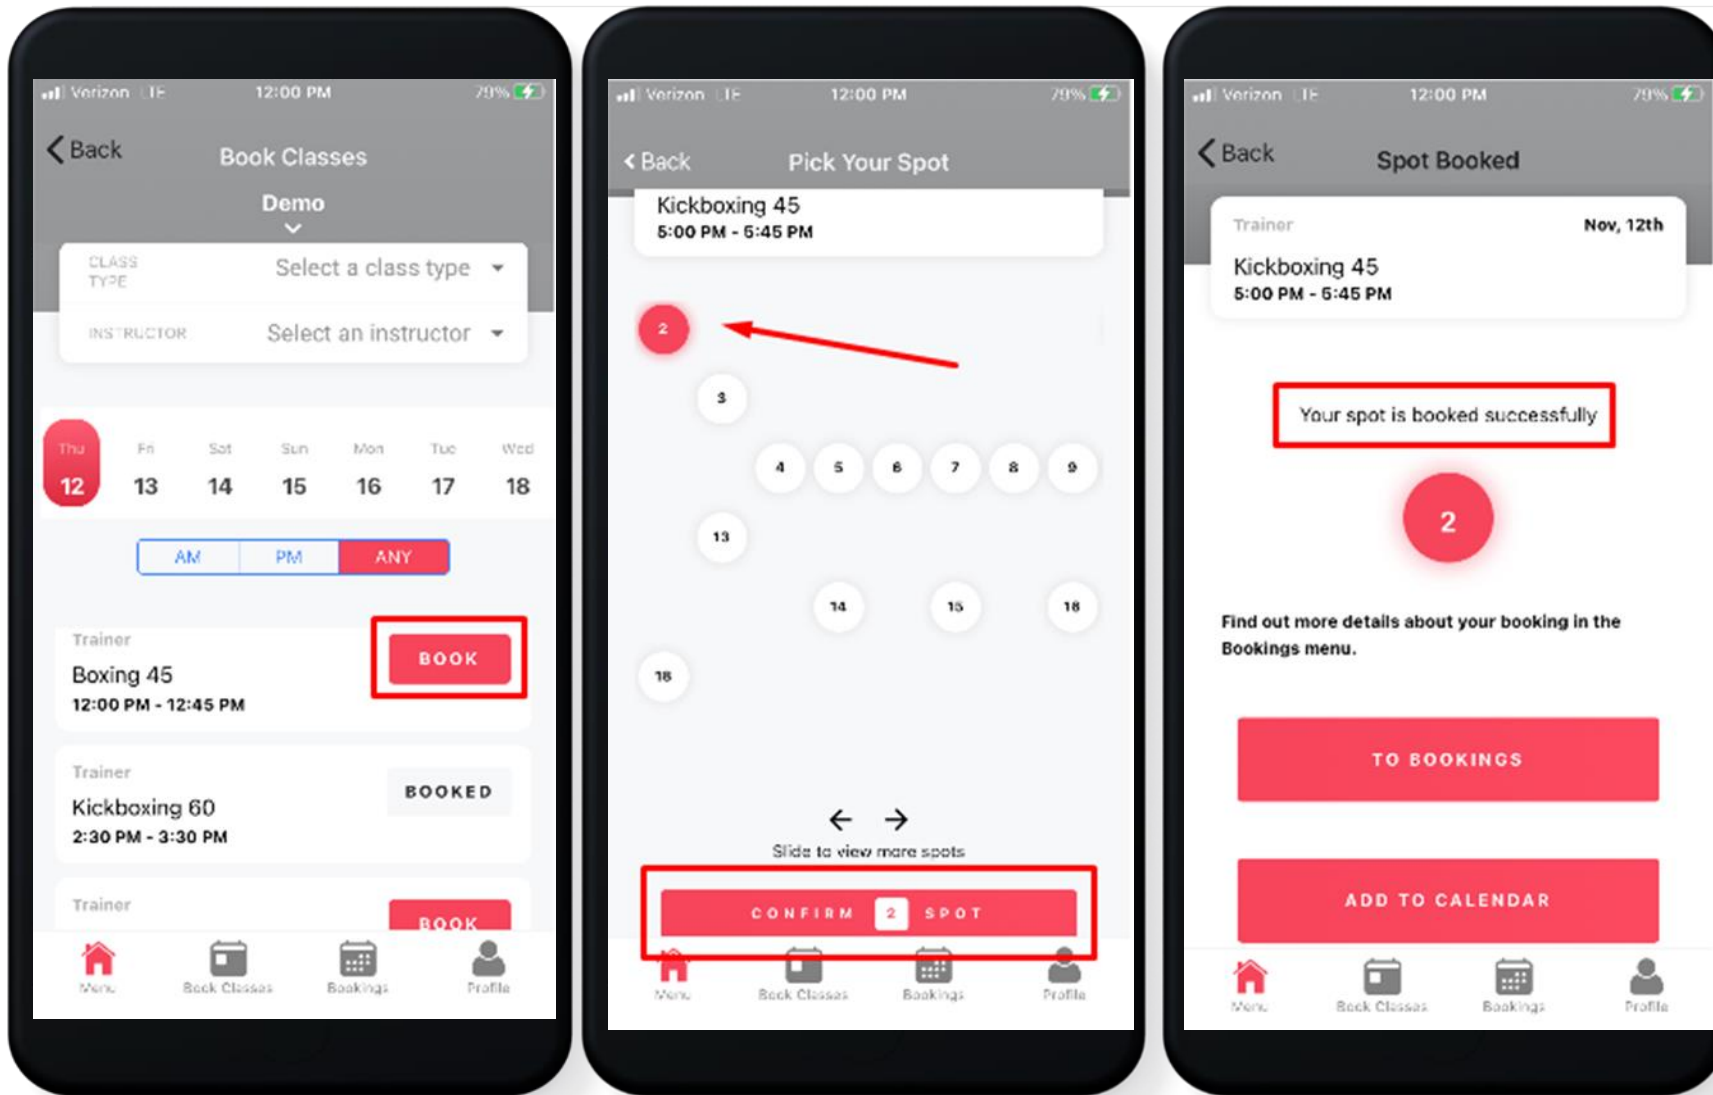 Verizon LTE 12:00 PM 79%
Back
Book Classes
Demo
CLASS
TYPE
Select a class type
INSTRUCTOR Select an instructor
Thu Fri Sat Sun Mon Tue Wed
12 13 14 15 16 17 18
AM PM ANY
Trainer
Boxing 45
12:00 PM - 12:45 PM
BOOK
Trainer
Kickboxing 60
2:30 PM - 3:30 PM
BOOKED
Trainer
BOOK
Menu Book Classes Bookings Profile
Verizon LTE 12:00 PM 79%
Back Pick Your Spot
Kickboxing 45
5:00 PM - 5:45 PM
2
3
4 5 6 7 8 9
13
14 15 18
18
Slide to view more spots
CONFIRM 2 SPOT
Menu Book Classes Bookings Profile
Verizon LTE 12:00 PM 79%
Back Spot Booked
Trainer Nov, 12th
Kickboxing 45
5:00 PM - 5:45 PM
Your spot is booked successfully
2
Find out more details about your booking in the
Bookings menu.
TO BOOKINGS
ADD TO CALENDAR
Menu Book Classes Bookings Profile